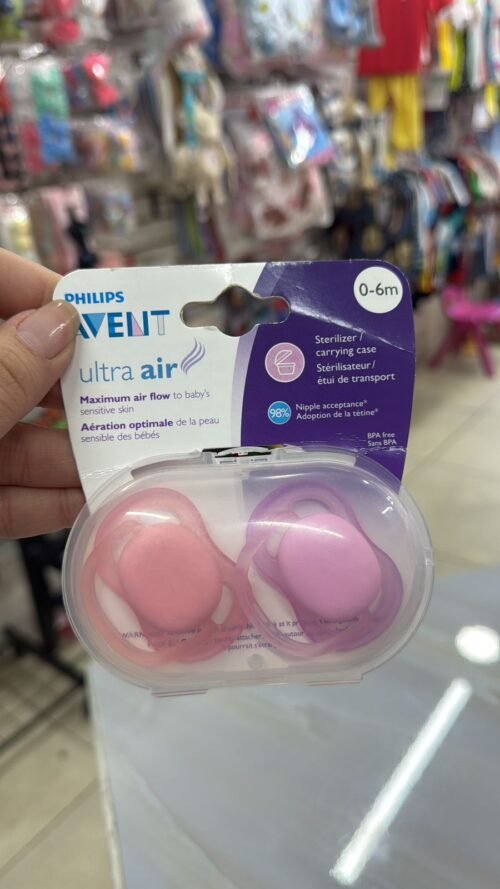 PHILIPS
AVENT
0-6m
ultra air
Maximum air flow to baby's
sensitive skin
Aération optimale de la peau
sensible des bébés
Sterilizer /
carrying case
Stérilisateur /
étui de transport
98%
Nipple acceptance*
Adoption de la tétine*
BPA free
Sans BPA